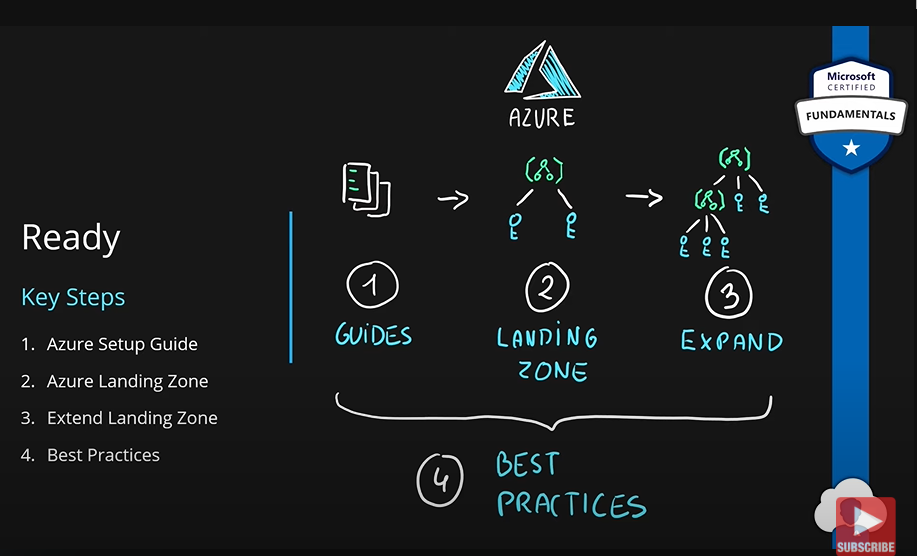 AZURE
Microsoft
CERTIFIED
FUNDAMENTALS
Ready
Key Steps
1. Azure Setup Guide
2. Azure Landing Zone
3. Extend Landing Zone
4. Best Practices
1
GUiDES
2
LANDiNG
ZONE
3
EXPAND
4
BEST
PRACTiCES
SUBSCRIBE